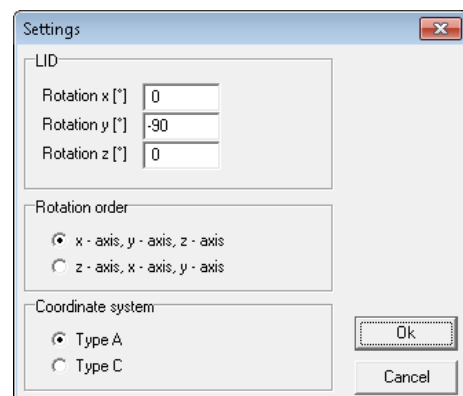 Settings
LID
Rotation x [°] 0
Rotation y [°] -90
Rotation z [°] 0
Rotation order
x - axis, y - axis, z - axis
z - axis, x - axis, y - axis
Coordinate system
Type A
Type C
Ok
Cancel